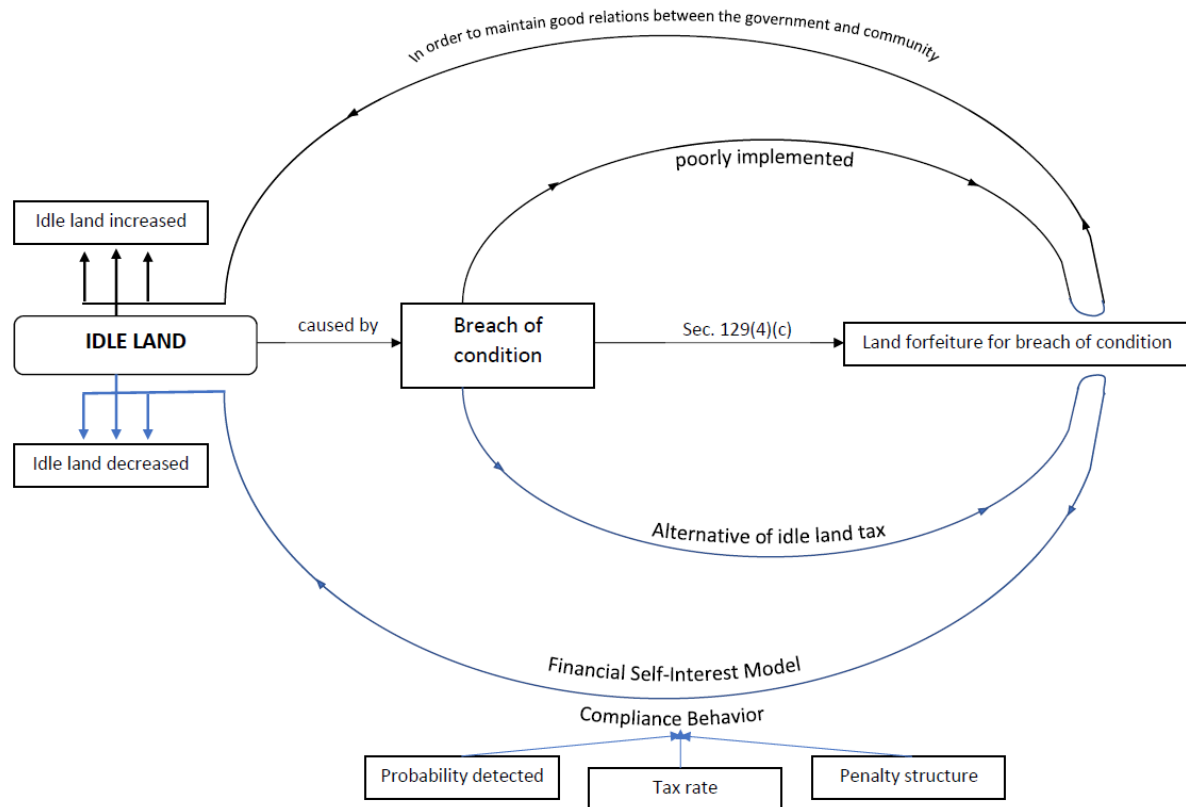 In order to maintain good relations between the government and community
poorly implemented
Idle land increased
IDLE LAND
caused by
Breach of
condition
Sec. 129(4)(c)
Land forfeiture for breach of condition
Idle land decreased
Alternative of idle land tax
Financial Self-Interest Model
Compliance Behavior
Probability detected
Tax rate
Penalty structure